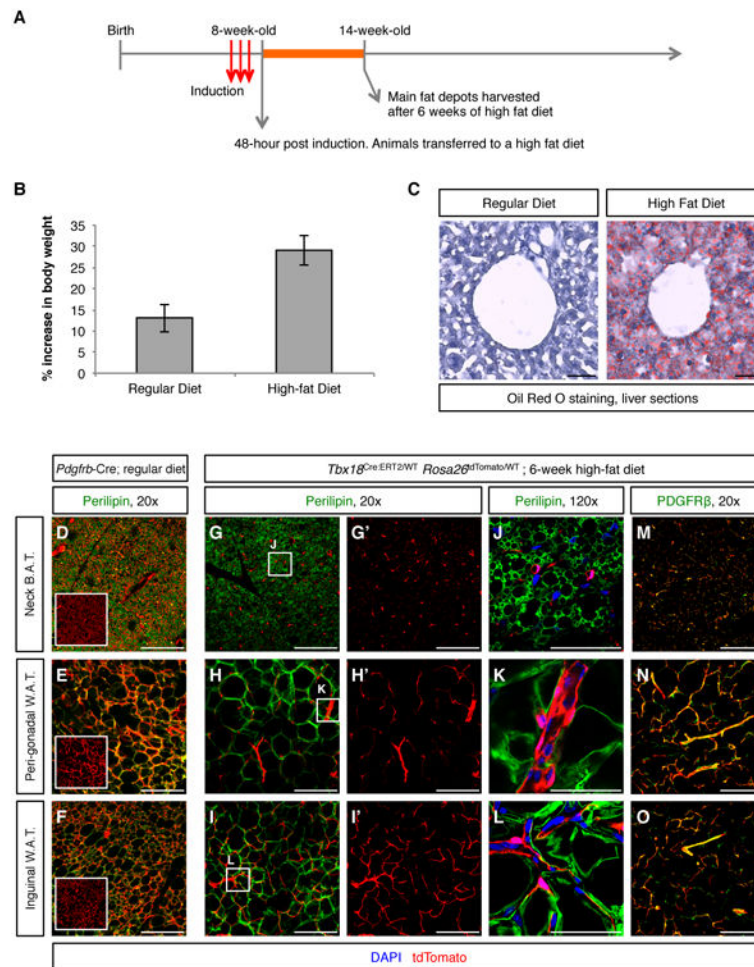 A
Birth
8-week-old
14-week-old
Induction
Main fat depots harvested
after 6 weeks of high fat diet
48-hour post induction. Animals transferred to a high fat diet
B
% increase in body weight
35
30
25
20
15
10
5
0
Regular Diet
High-fat Diet
C
Regular Diet
High Fat Diet
Oil Red O staining, liver sections
Pdgfrb-Cre; regular diet
Tbx18Cre:ERT2/WT Rosa26tdTomato/WT ; 6-week high-fat diet
Perilipin, 20x
Perilipin, 20x
Perilipin, 120x
PDGFRβ, 20x
Neck B.A.T.
D
G
J
G'
J
M
Peri-gonadal W.A.T.
E
H
K
H'
K
N
Inguinal W.A.T.
F
I
L
I'
L
O
DAPI tdTomato